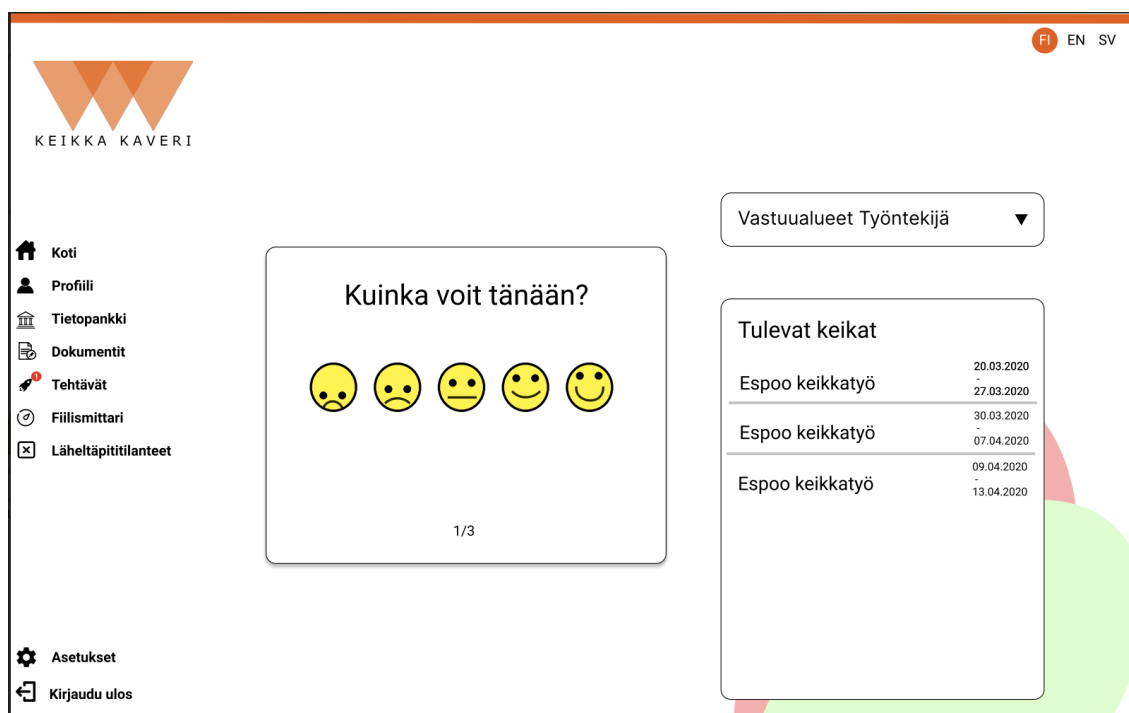 FI EN SV
KEIKKA KAVERI
Vastuualueet Työntekijä
Koti
Profiili
Tietopankki
Dokumentit
1
Tehtävät
Fiilismittari
Läheltäpititilanteet
Asetukset
Kirjaudu ulos
Kuinka voit tänään?
1/3
Tulevat keikat
Espoo keikkatyö
20.03.2020
-
27.03.2020
Espoo keikkatyö
30.03.2020
-
07.04.2020
Espoo keikkatyö
09.04.2020
-
13.04.2020